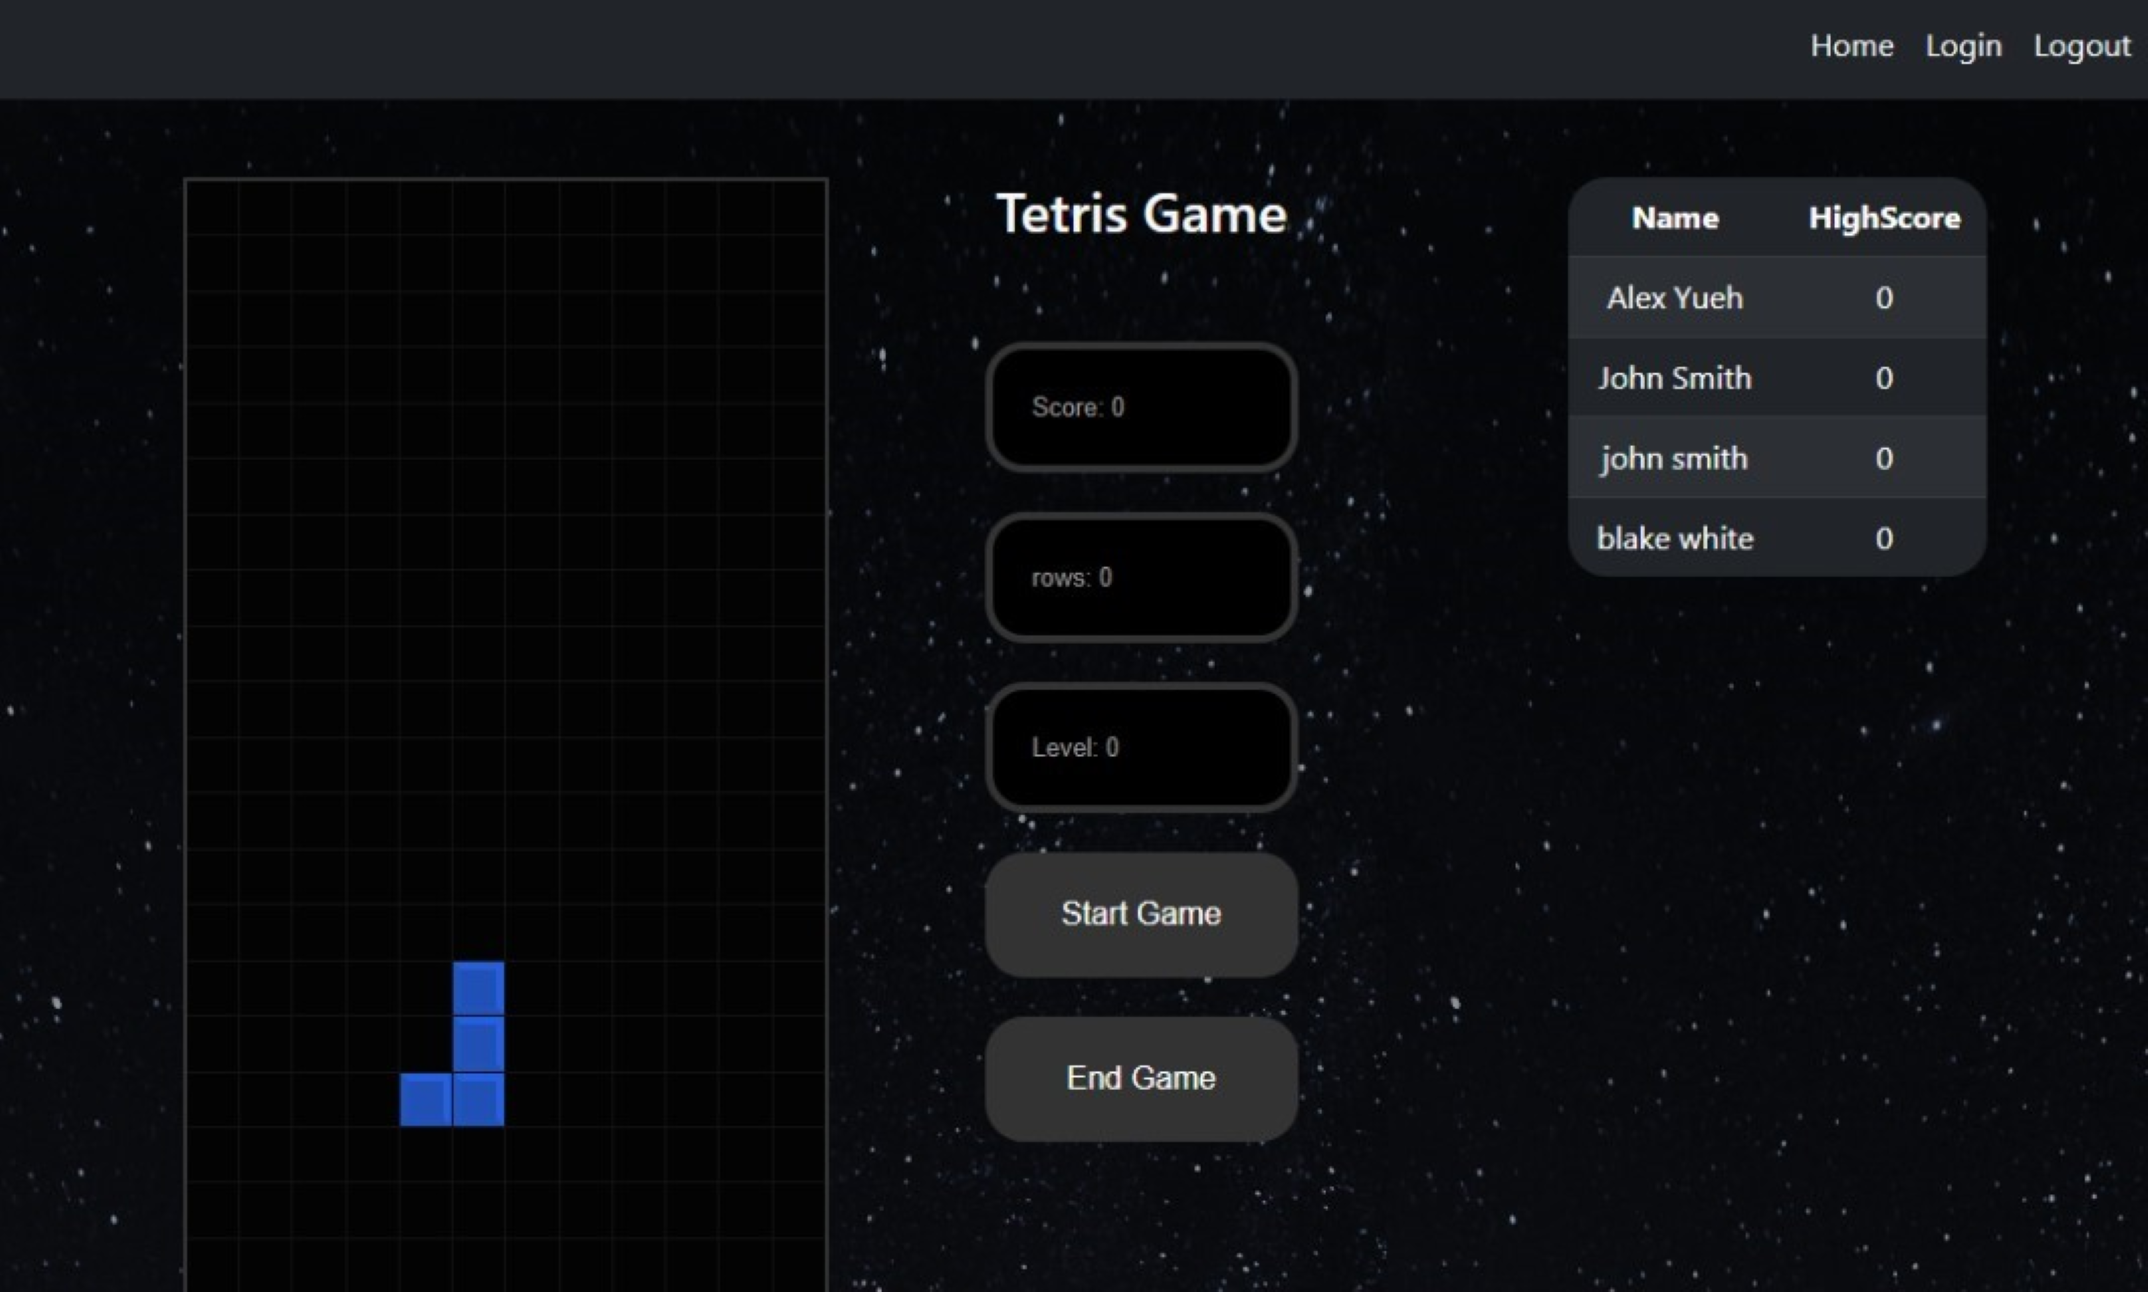 Home Login Logout
Tetris Game
Score: 0
rows: 0
Level: 0
Start Game
End Game
Name HighScore
Alex Yueh 0
John Smith 0
john smith 0
blake white 0